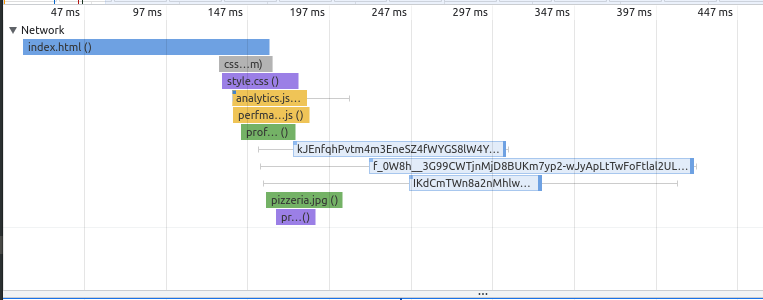 47 ms 97 ms 147 ms 197 ms 247 ms 297 ms 347 ms 397 ms 447 ms
▼ Network
index.html ()
css…m)
style.css ()
analytics.js…
perfma…js ()
prof… ()
kJEnfqhPvtm4m3EneSZ4fWYGS8lW4Y…
f_0W8h__3G99CWTjnMjD8BUKm7yp2-wJyApLtTwFoFtlal2UL…
IKdCmTWn8a2nMhlw…
pizzeria.jpg ()
pr…()
…